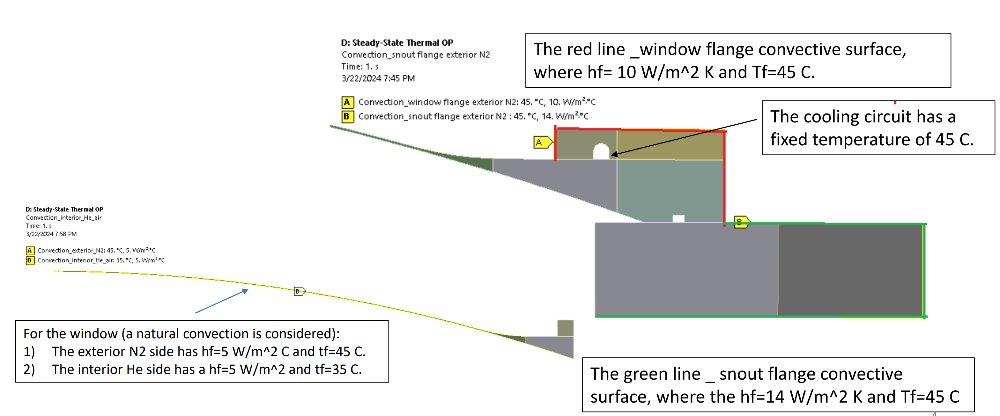 D: Steady-State Thermal OP
Convection_snout flange exterior N2
Time: 1. s
3/22/2024 7:45 PM
A Convection_window flange exterior N2: 45. °C, 10. W/m²·°C
B Convection_snout flange exterior N2 : 45. °C, 14. W/m²·°C
The red line _window flange convective surface,
where hf= 10 W/m^2 K and Tf=45 C.
The cooling circuit has a
fixed temperature of 45 C.
A
B
D: Steady-State Thermal OP
Convection_interior_He_air
Time: 1. s
3/22/2024 7:58 PM
A Convection_exterior_N2: 45. °C, 5. W/m²·°C
B Convection_interior_He_air: 35. °C, 5. W/m²·°C
B
For the window (a natural convection is considered):
1) The exterior N2 side has hf=5 W/m^2 C and tf=45 C.
2) The interior He side has a hf=5 W/m^2 and tf=35 C.
The green line _ snout flange convective
surface, where the hf=14 W/m^2 K and Tf=45 C